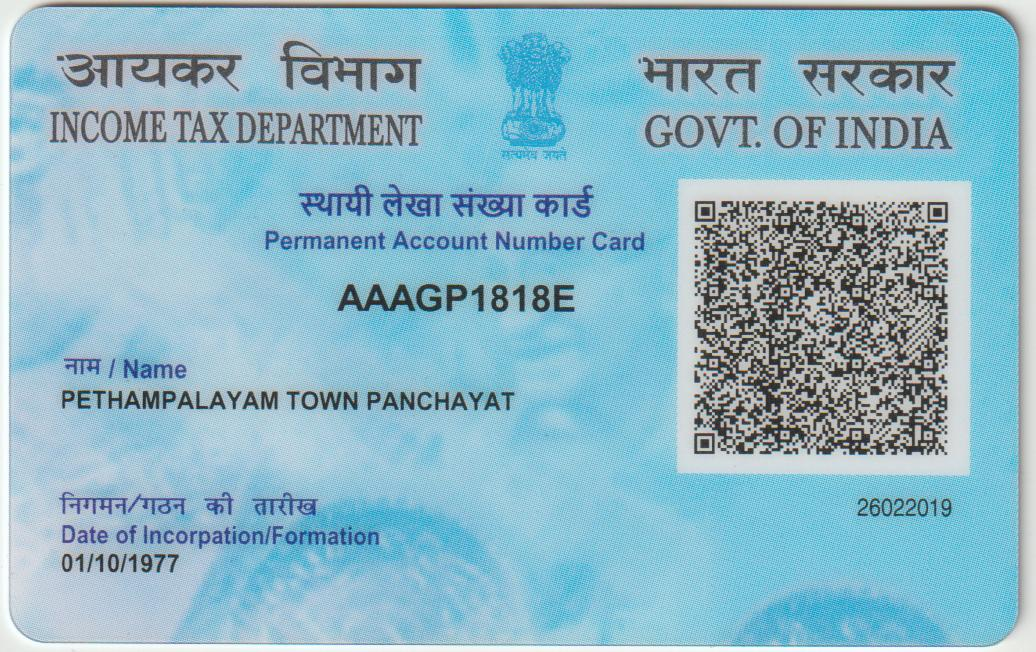 आयकर विभाग
INCOME TAX DEPARTMENT
सत्यमेव जयते
भारत सरकार
GOVT. OF INDIA
स्थायी लेखा संख्या कार्ड
Permanent Account Number Card
AAAGP1818E
नाम / Name
PETHAMPALAYAM TOWN PANCHAYAT
निगमन/गठन की तारीख
Date of Incorpation/Formation
01/10/1977
26022019